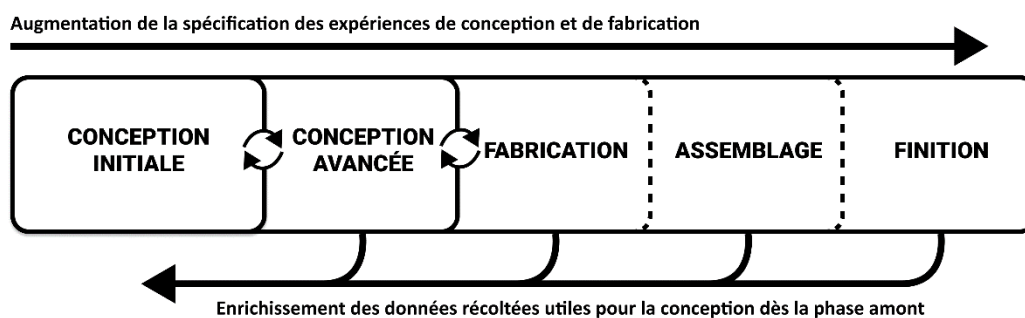 Augmentation de la spécification des expériences de conception et de fabrication
CONCEPTION
INITIALE
CONCEPTION
AVANCÉE
FABRICATION
ASSEMBLAGE
FINITION
Enrichissement des données récoltées utiles pour la conception dès la phase amont